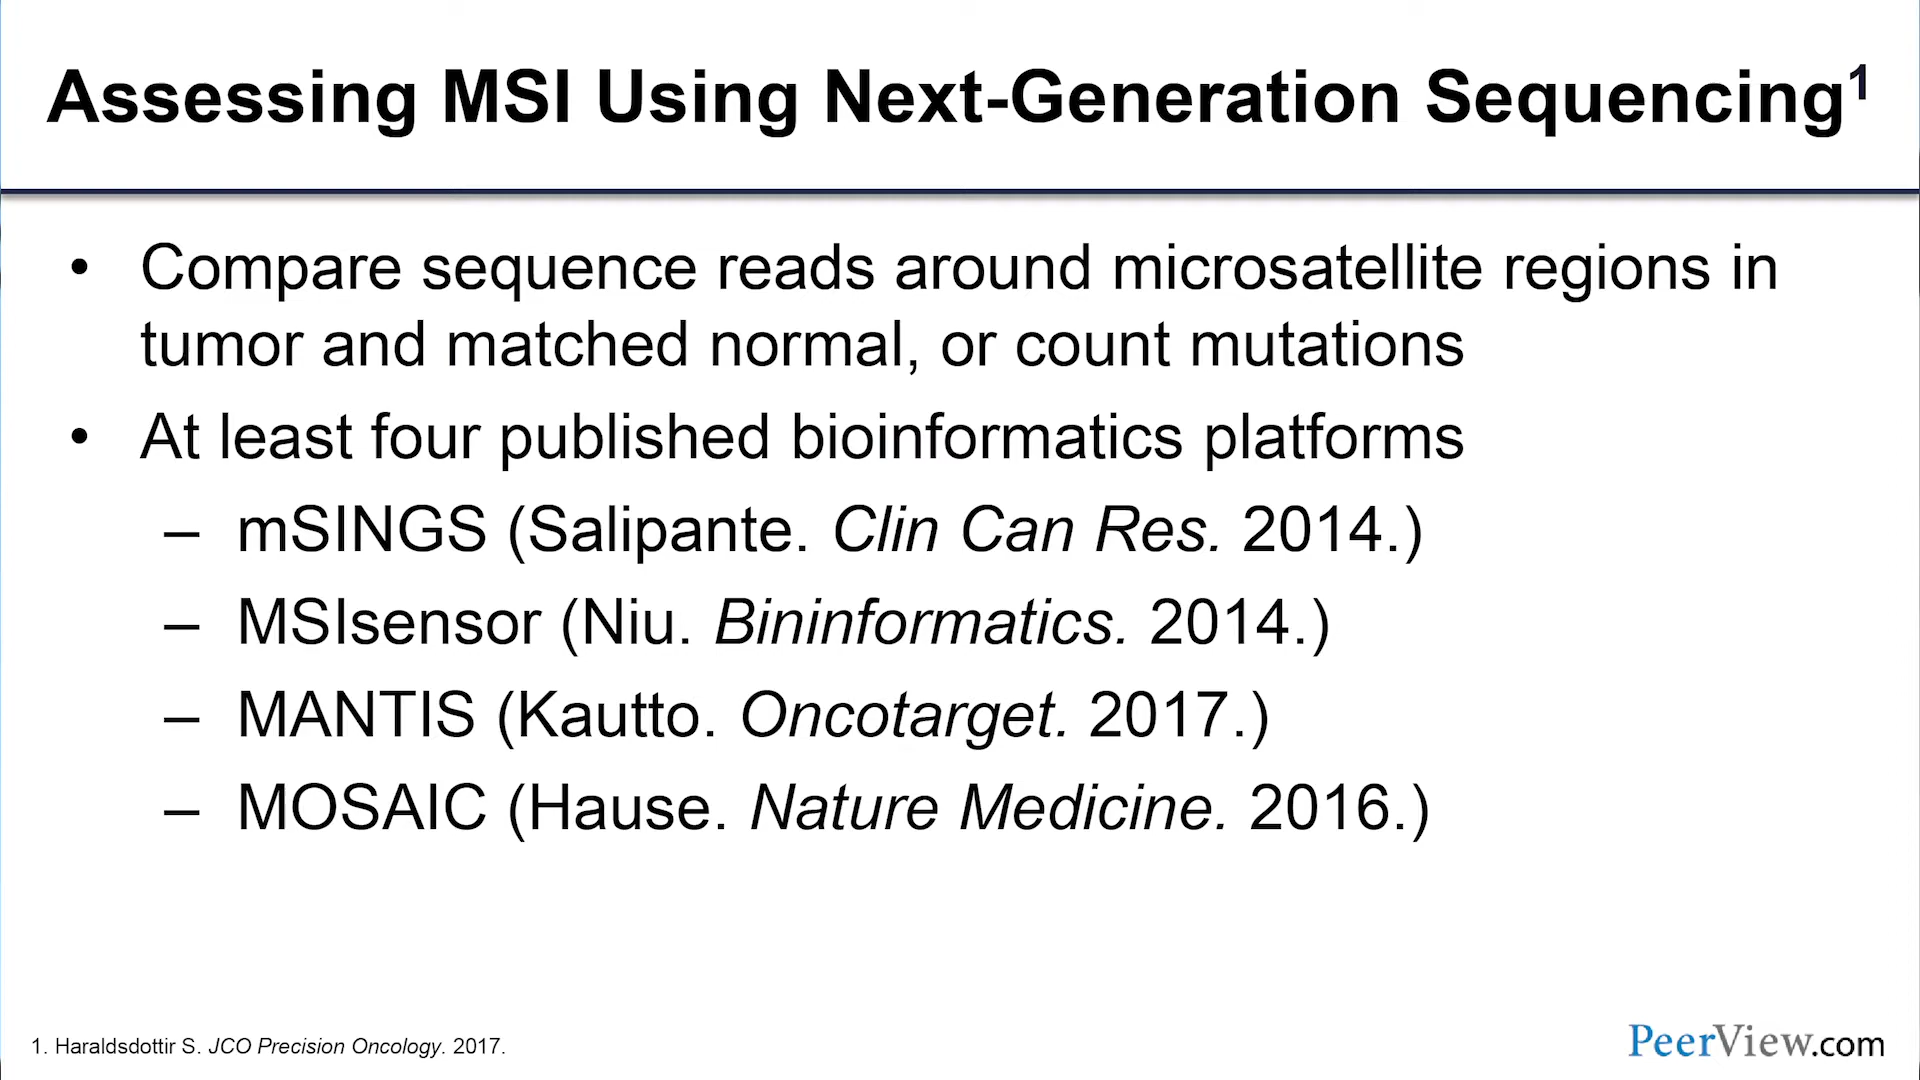 Assessing MSI Using Next-Generation Sequencing¹
• Compare sequence reads around microsatellite regions in
tumor and matched normal, or count mutations
• At least four published bioinformatics platforms
– mSINGS (Salipante. Clin Can Res. 2014.)
– MSIsensor (Niu. Bininformatics. 2014.)
– MANTIS (Kautto. Oncotarget. 2017.)
– MOSAIC (Hause. Nature Medicine. 2016.)
1. Haraldsdottir S. JCO Precision Oncology. 2017.
PeerView.com